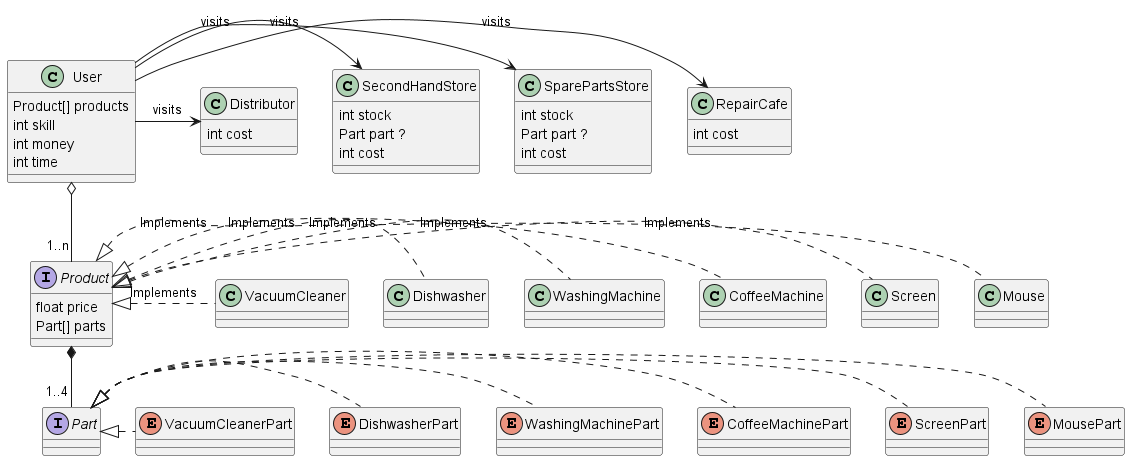 visits
visits
visits
C User
Product[] products
int skill
int money
int time
visits
C Distributor
int cost
C SecondHandStore
int stock
Part part ?
int cost
C SparePartsStore
int stock
Part part ?
int cost
C RepairCafe
int cost
1..n
Implements
Implements
Implements
Implements
Implements
I Product
float price
Part[] parts
Implements
C VacuumCleaner
C Dishwasher
C WashingMachine
C CoffeeMachine
C Screen
C Mouse
1..4
I Part
E VacuumCleanerPart
E DishwasherPart
E WashingMachinePart
E CoffeeMachinePart
E ScreenPart
E MousePart